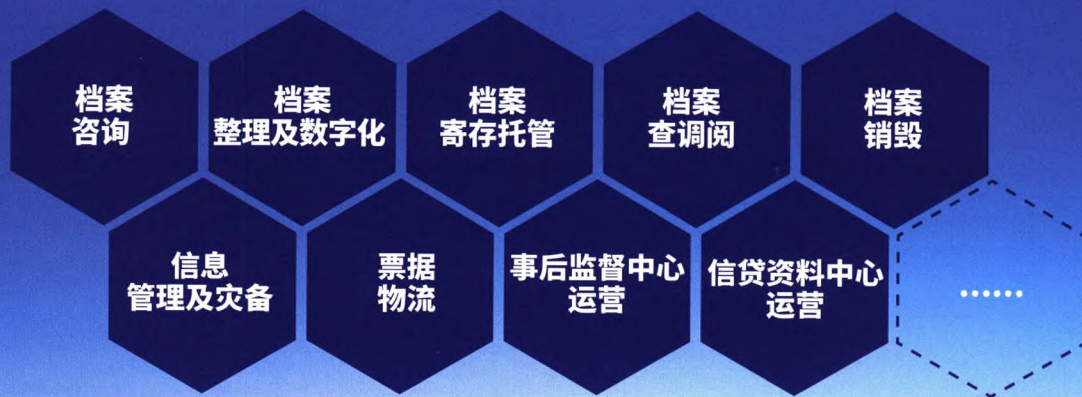 档案
咨询
档案
整理及数字化
档案
寄存托管
档案
查调阅
档案
销毁
信息
管理及灾备
票据
物流
事后监督中心
运营
信贷资料中心
运营
......